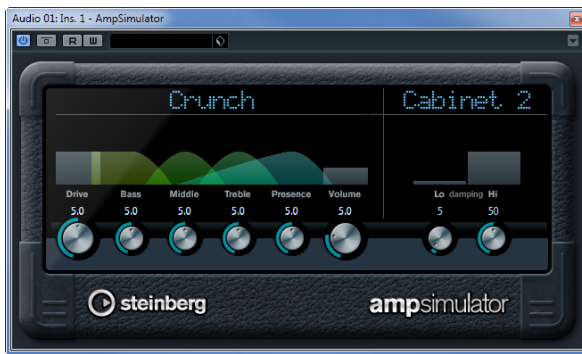 Audio 01: Ins. 1 - AmpSimulator
R W
Crunch Cabinet 2
Drive Bass Middle Treble Presence Volume Lo damping Hi
5.0 5.0 5.0 5.0 5.0 5.0 5 50
steinberg ampsimulator